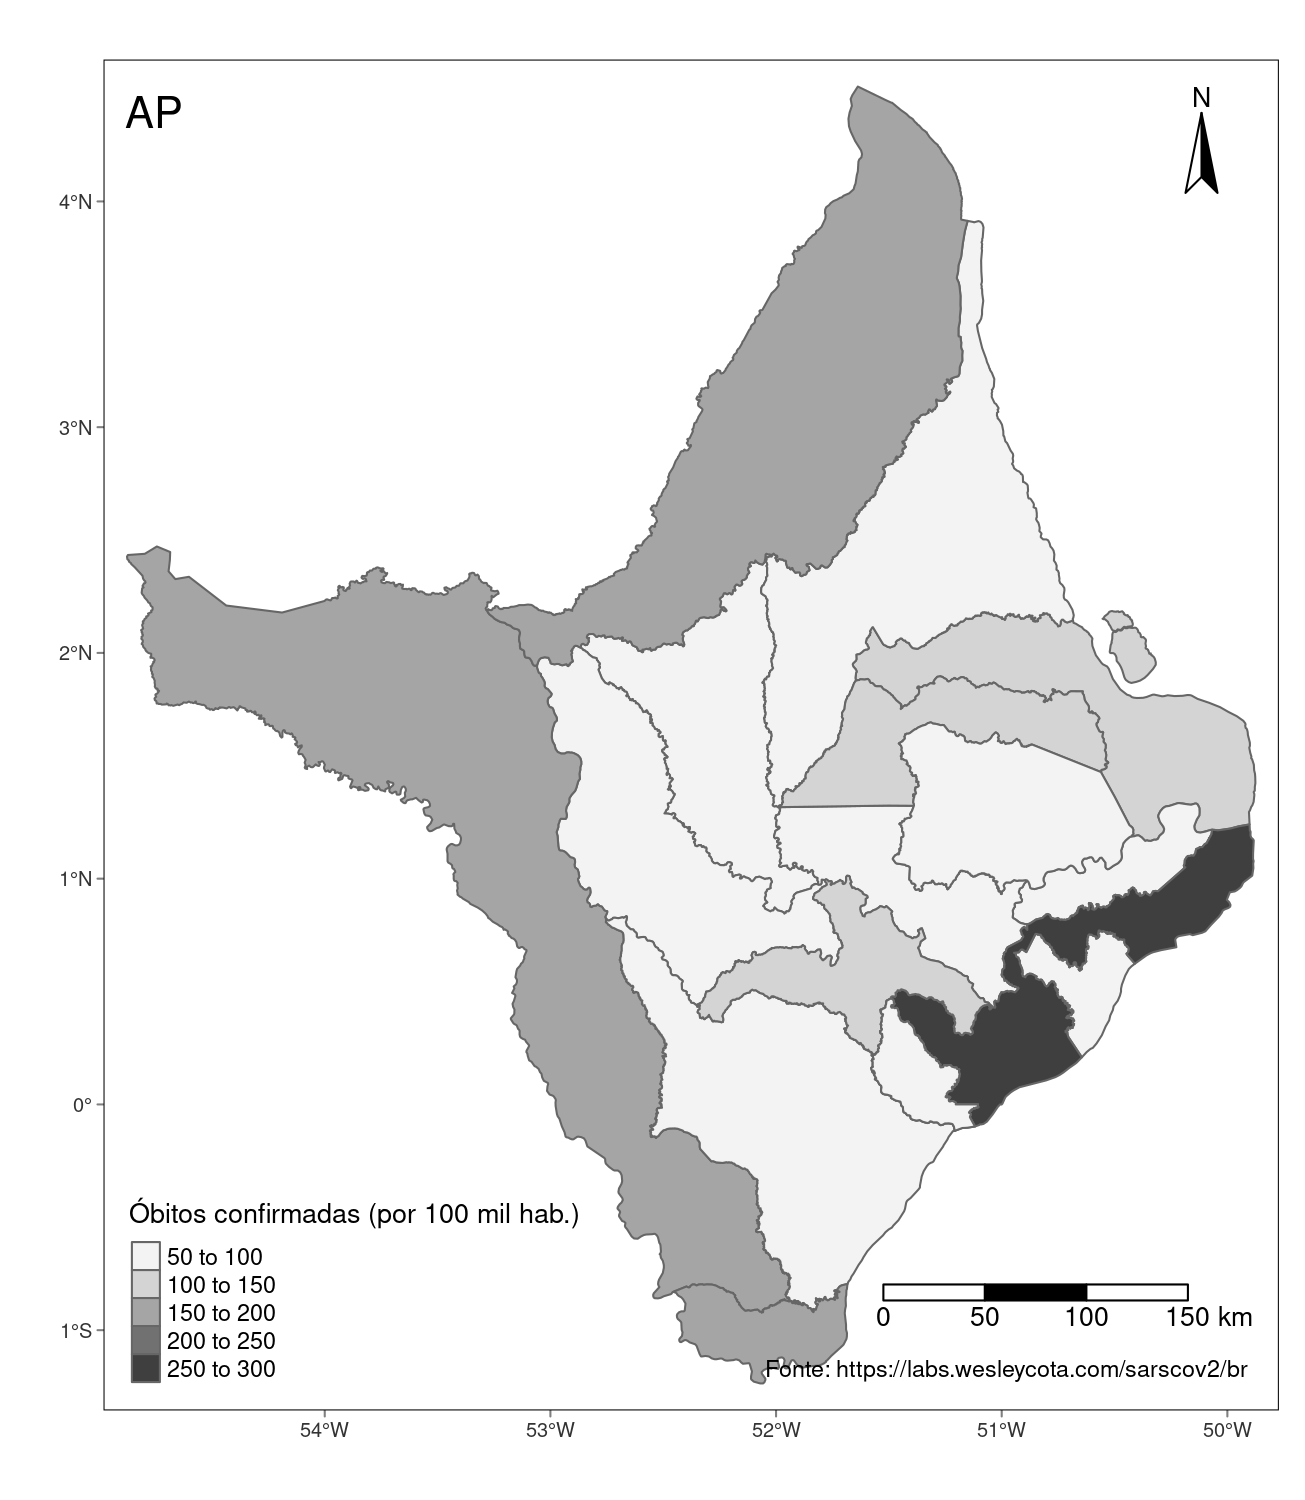 AP
N
4°N
3°N
2°N
1°N
0°
1°S
Óbitos confirmadas (por 100 mil hab.)
50 to 100
100 to 150
150 to 200
200 to 250
250 to 300
0 50 100 150 km
Fonte: https://labs.wesleycota.com/sarscov2/br
54°W 53°W 52°W 51°W 50°W